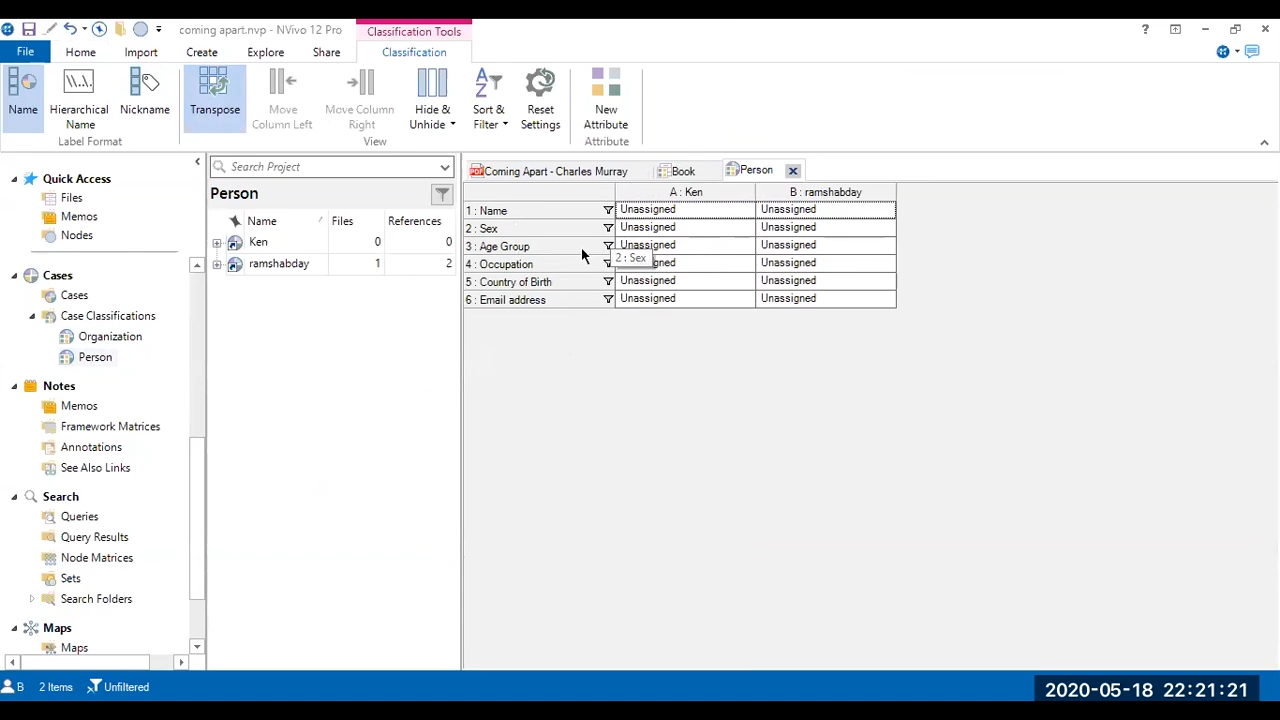 coming apart.nvp - NVivo 12 Pro
Classification Tools
?
File
Home
Import
Create
Explore
Share
Classification
Name
Hierarchical
Name
Nickname
Label Format
Transpose
Move
Column Left
Move Column
Right
Hide &
Unhide
View
Sort &
Filter
Reset
Settings
New
Attribute
Attribute
Quick Access
Files
Memos
Nodes
Cases
Cases
Case Classifications
Organization
Person
Notes
Memos
Framework Matrices
Annotations
See Also Links
Search
Queries
Query Results
Node Matrices
Sets
Search Folders
Maps
Maps
Search Project
Person
Name Files References
Ken 0 0
ramshabday 1 2
Coming Apart - Charles Murray
Book
Person
A : Ken B : ramshabday
1 : Name Unassigned Unassigned
2 : Sex Unassigned Unassigned
3 : Age Group Unassigned Unassigned
4 : Occupation Unassigned Unassigned
5 : Country of Birth Unassigned Unassigned
6 : Email address Unassigned Unassigned
2 : Sex
B 2 Items Unfiltered
2020-05-18 22:21:21